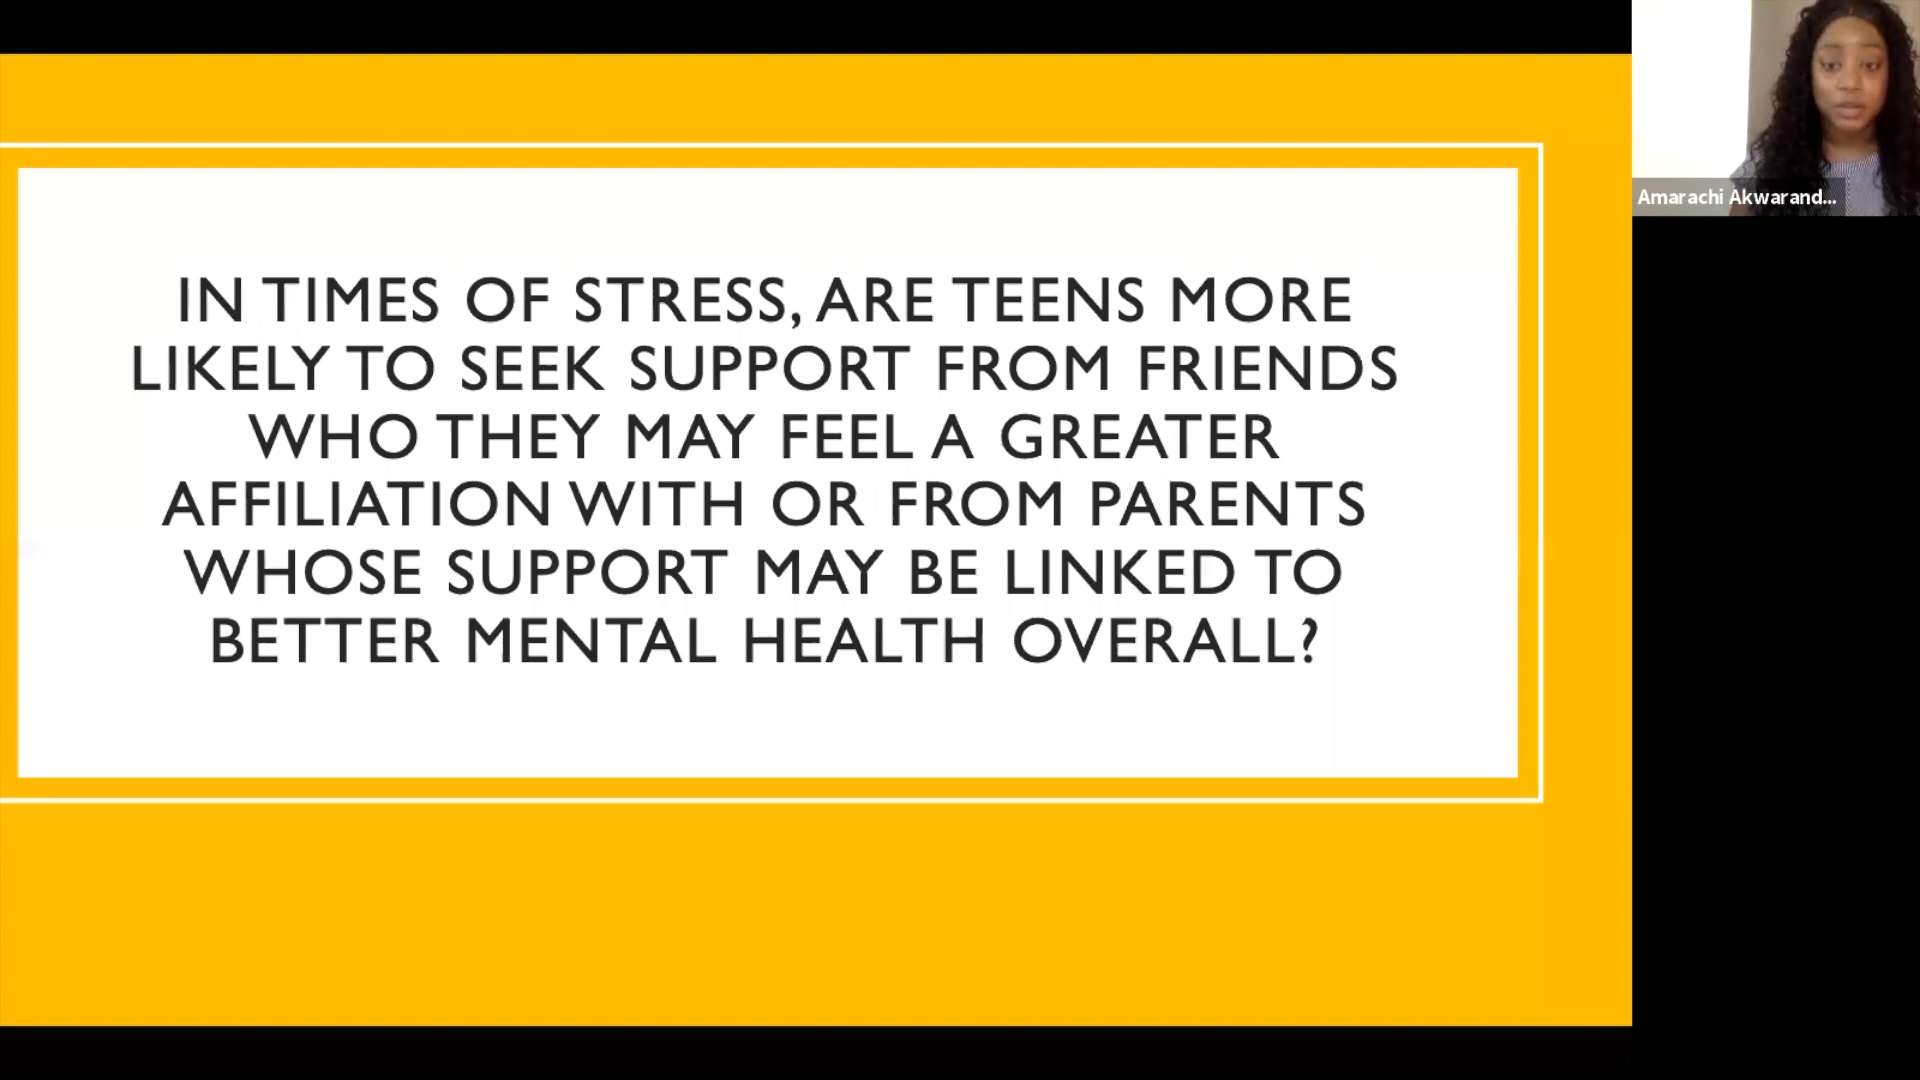 IN TIMES OF STRESS, ARE TEENS MORE
LIKELY TO SEEK SUPPORT FROM FRIENDS
WHO THEY MAY FEEL A GREATER
AFFILIATION WITH OR FROM PARENTS
WHOSE SUPPORT MAY BE LINKED TO
BETTER MENTAL HEALTH OVERALL?
Amarachi Akwarand...